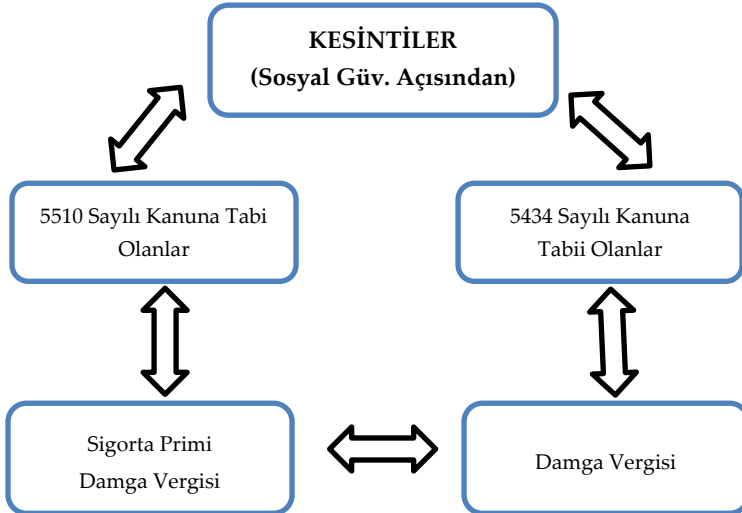 KESİNTİLER
(Sosyal Güv. Açısından)
5510 Sayılı Kanuna Tabi
Olanlar
5434 Sayılı Kanuna
Tabii Olanlar
Sigorta Primi
Damga Vergisi
Damga Vergisi